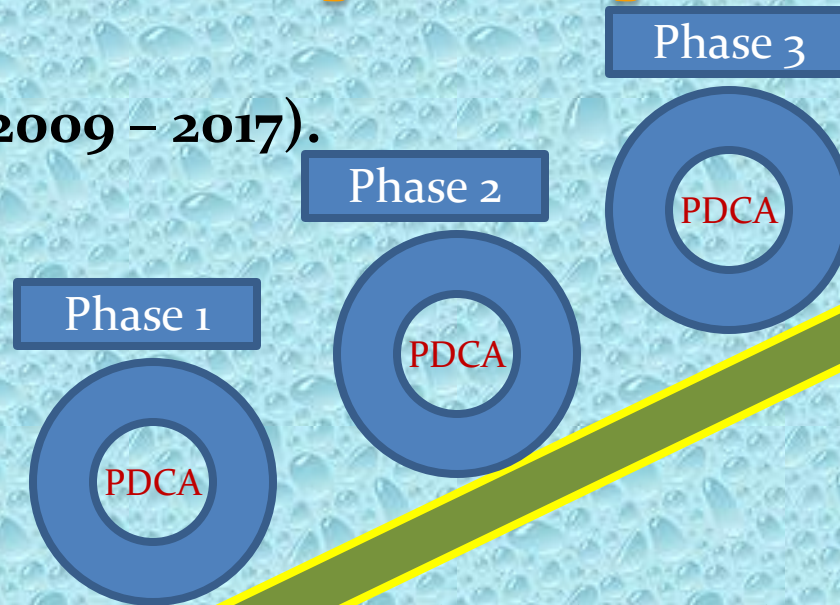 Phase 3
2009 – 2017).
Phase 2
PDCA
Phase 1
PDCA
PDCA